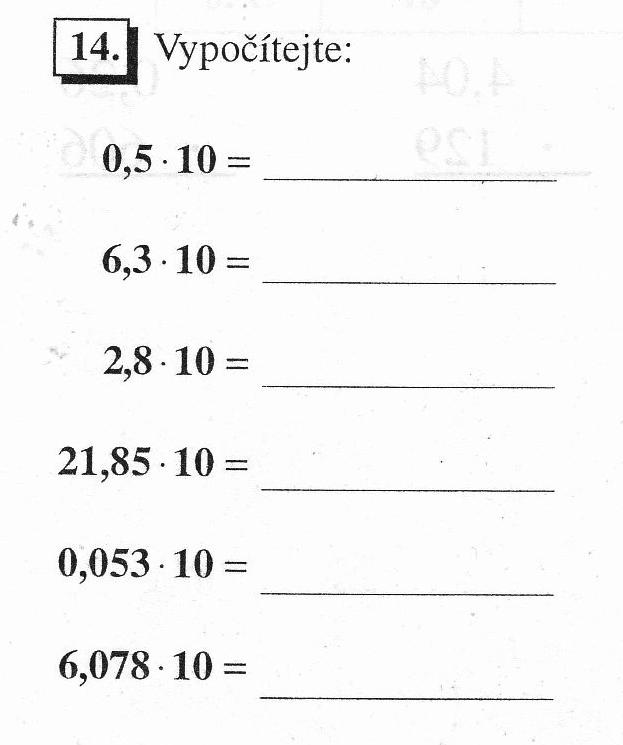 14. Vypočítejte:
0,5 · 10 =
6,3 · 10 =
2,8 · 10 =
21,85 · 10 =
0,053 · 10 =
6,078 · 10 =